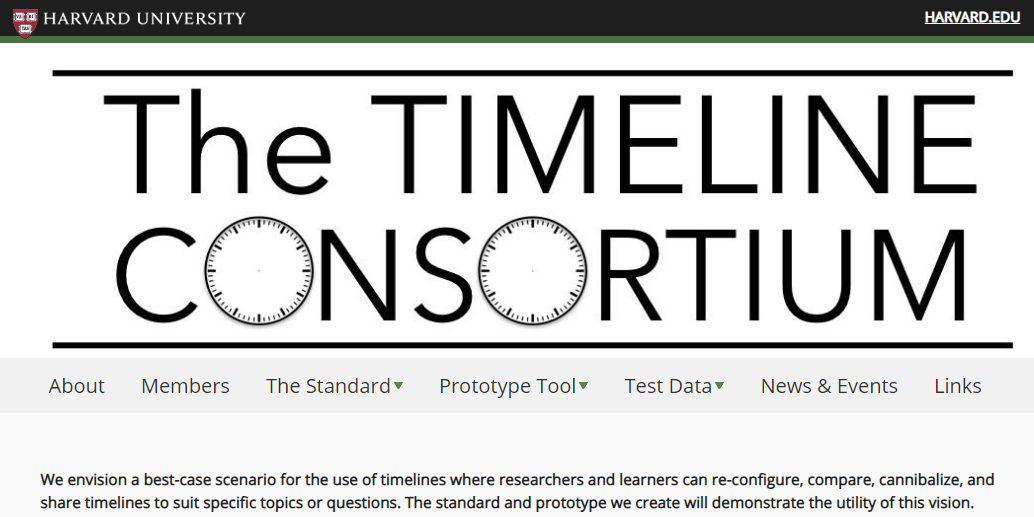 HARVARD UNIVERSITY
HARVARD.EDU
The TIMELINE
CONSORTIUM
About Members The Standard Prototype Tool Test Data News & Events Links
We envision a best-case scenario for the use of timelines where researchers and learners can re-configure, compare, cannibalize, and
share timelines to suit specific topics or questions. The standard and prototype we create will demonstrate the utility of this vision.